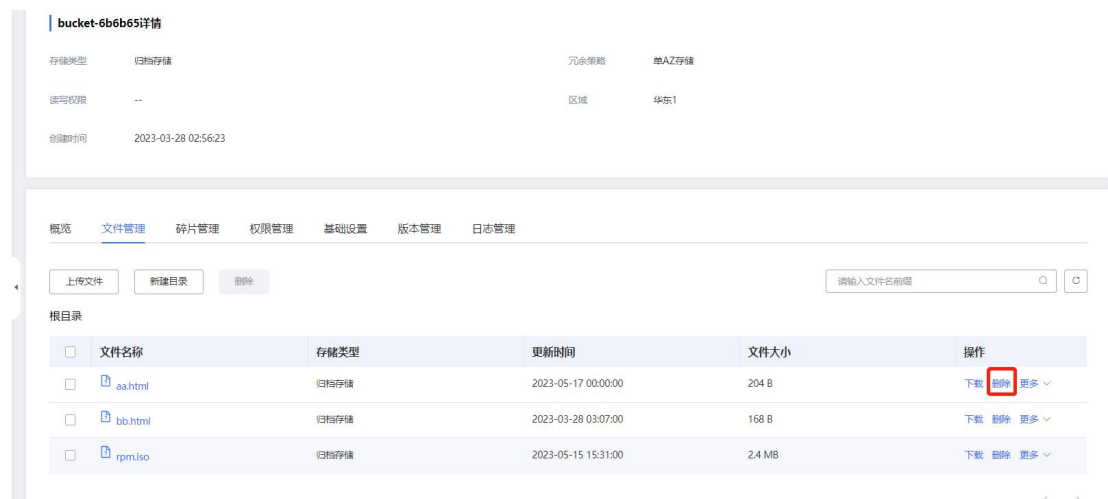 bucket-6b6b65详情
存储类型 归档存储 冗余策略 单AZ存储
读写权限 -- 区域 华东1
创建时间 2023-03-28 02:56:23
概览 文件管理 碎片管理 权限管理 基础设置 版本管理 日志管理
上传文件 新建目录 删除 请输入文件名前缀
根目录
文件名称 存储类型 更新时间 文件大小 操作
aa.html 归档存储 2023-05-17 00:00:00 204 B 下载 删除 更多
bb.html 归档存储 2023-03-28 03:07:00 168 B 下载 删除 更多
rpm.iso 归档存储 2023-05-15 15:31:00 2.4 MB 下载 删除 更多